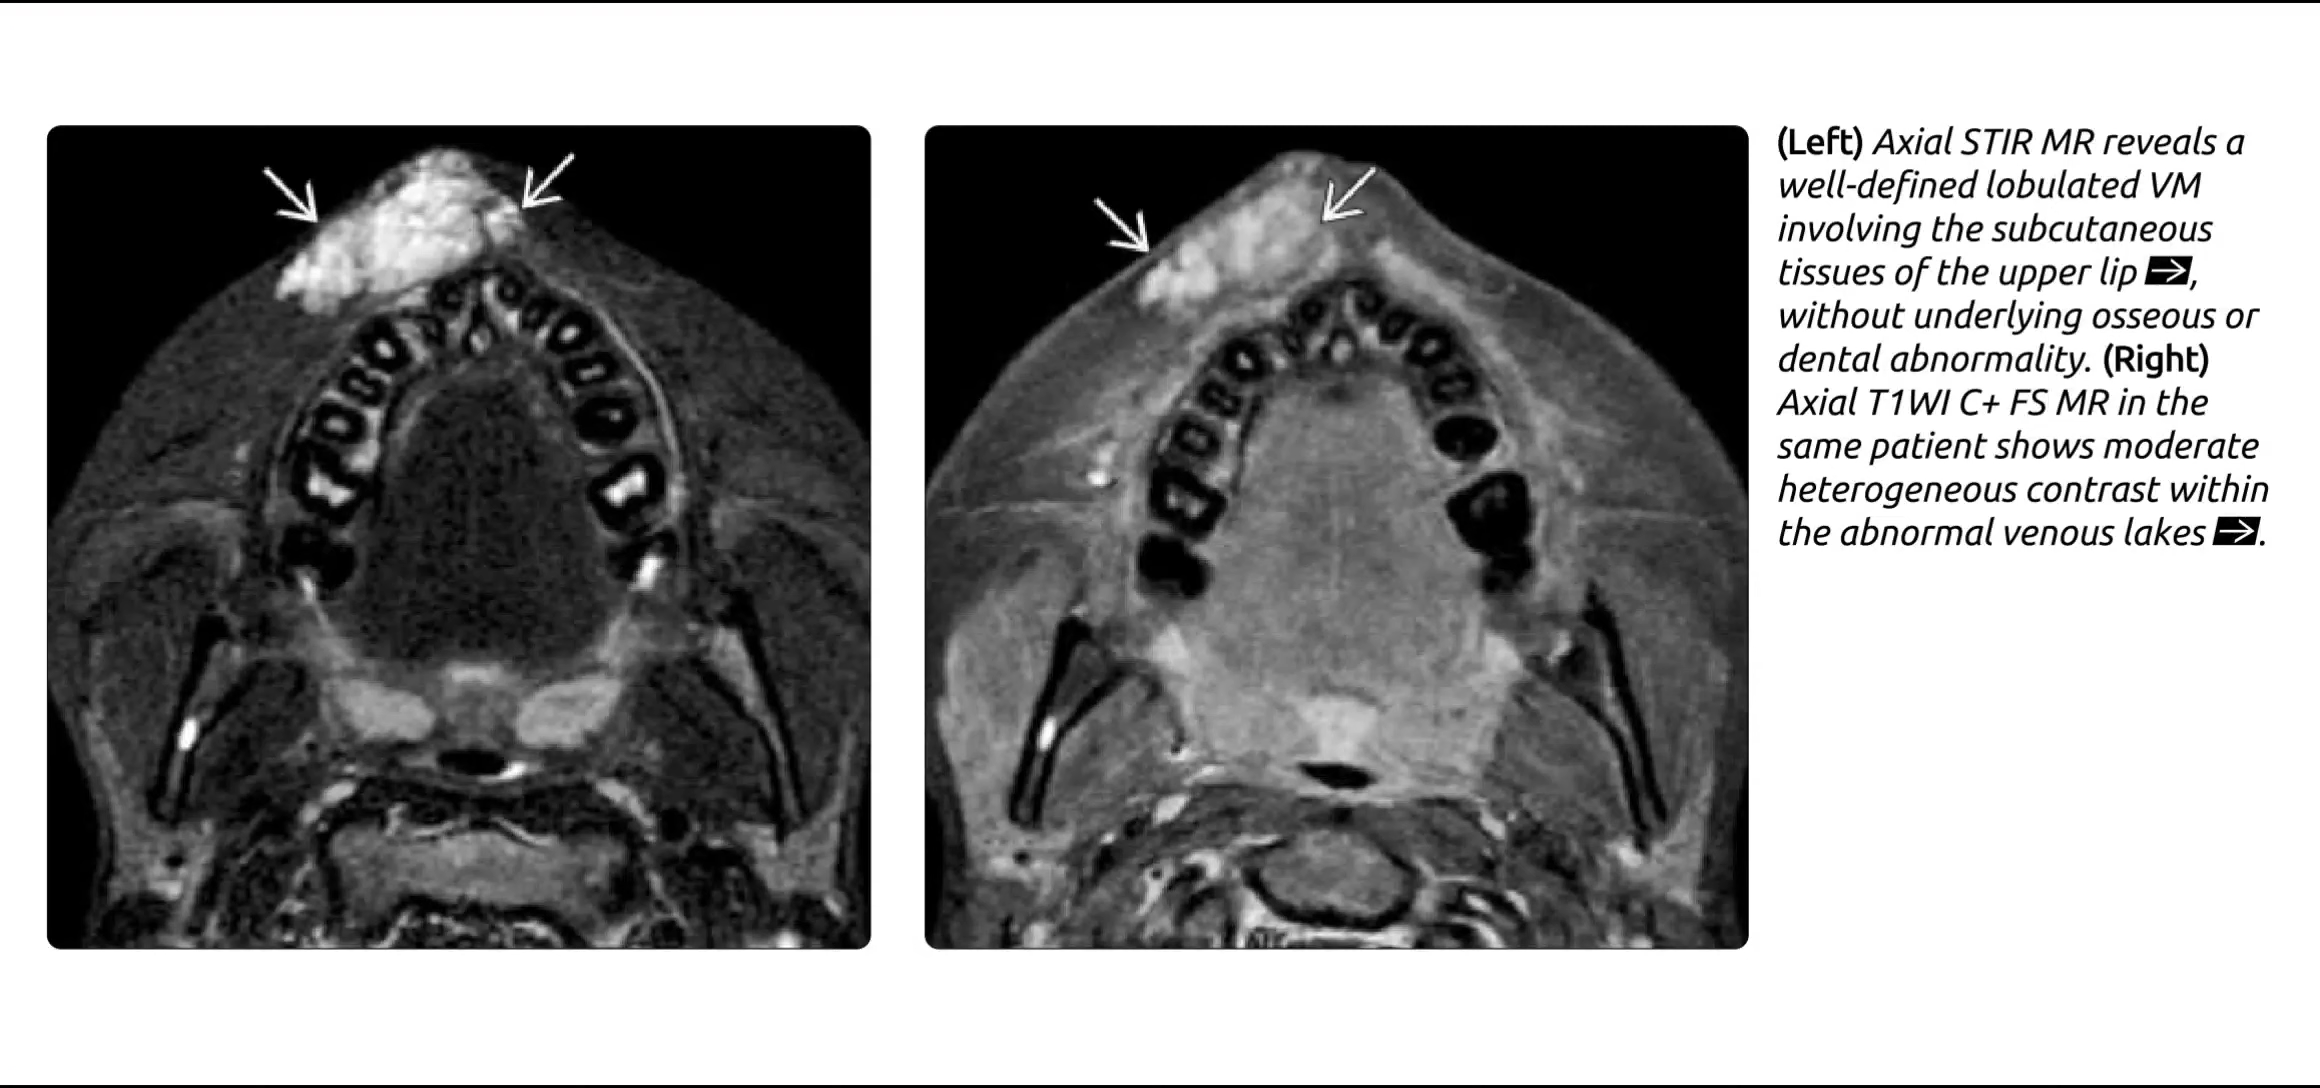 (Left) Axial STIR MR reveals a
well-defined lobulated VM
involving the subcutaneous
tissues of the upper lip ➡,
without underlying osseous or
dental abnormality. (Right)
Axial T1WI C+ FS MR in the
same patient shows moderate
heterogeneous contrast within
the abnormal venous lakes ➡.